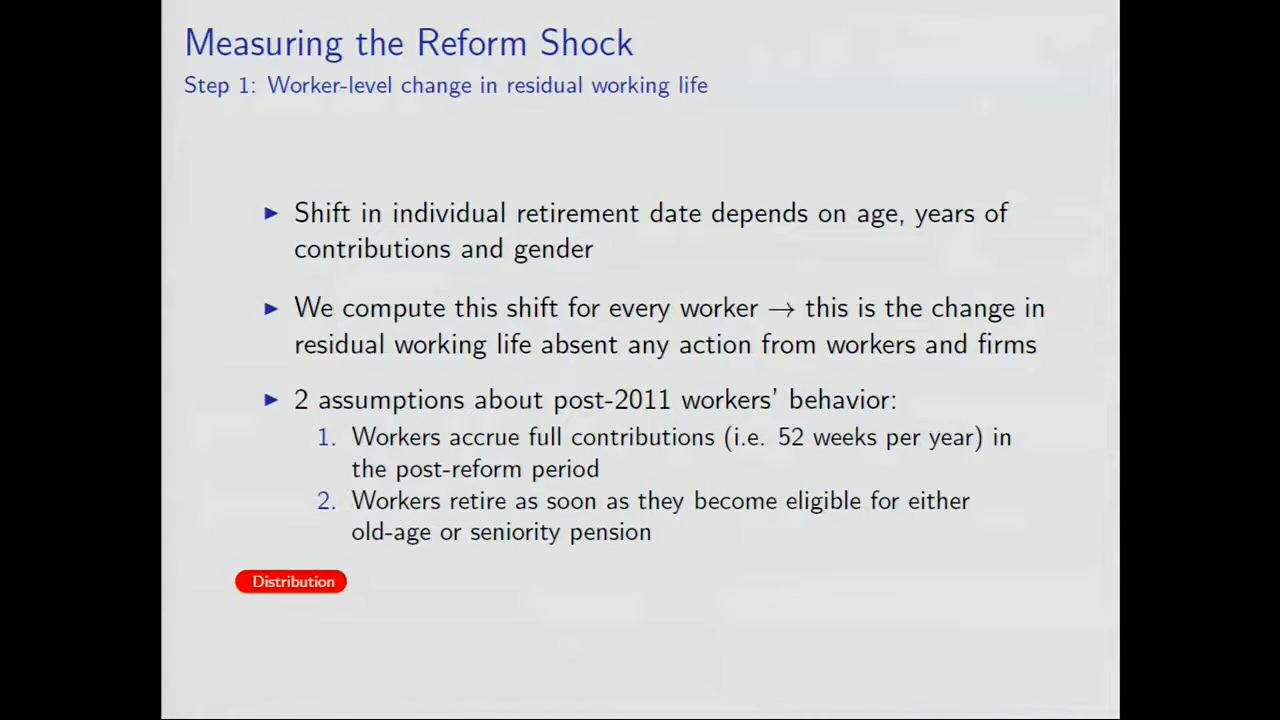 Measuring the Reform Shock
Step 1: Worker-level change in residual working life
► Shift in individual retirement date depends on age, years of
contributions and gender
► We compute this shift for every worker → this is the change in
residual working life absent any action from workers and firms
► 2 assumptions about post-2011 workers' behavior:
1. Workers accrue full contributions (i.e. 52 weeks per year) in
the post-reform period
2. Workers retire as soon as they become eligible for either
old-age or seniority pension
Distribution